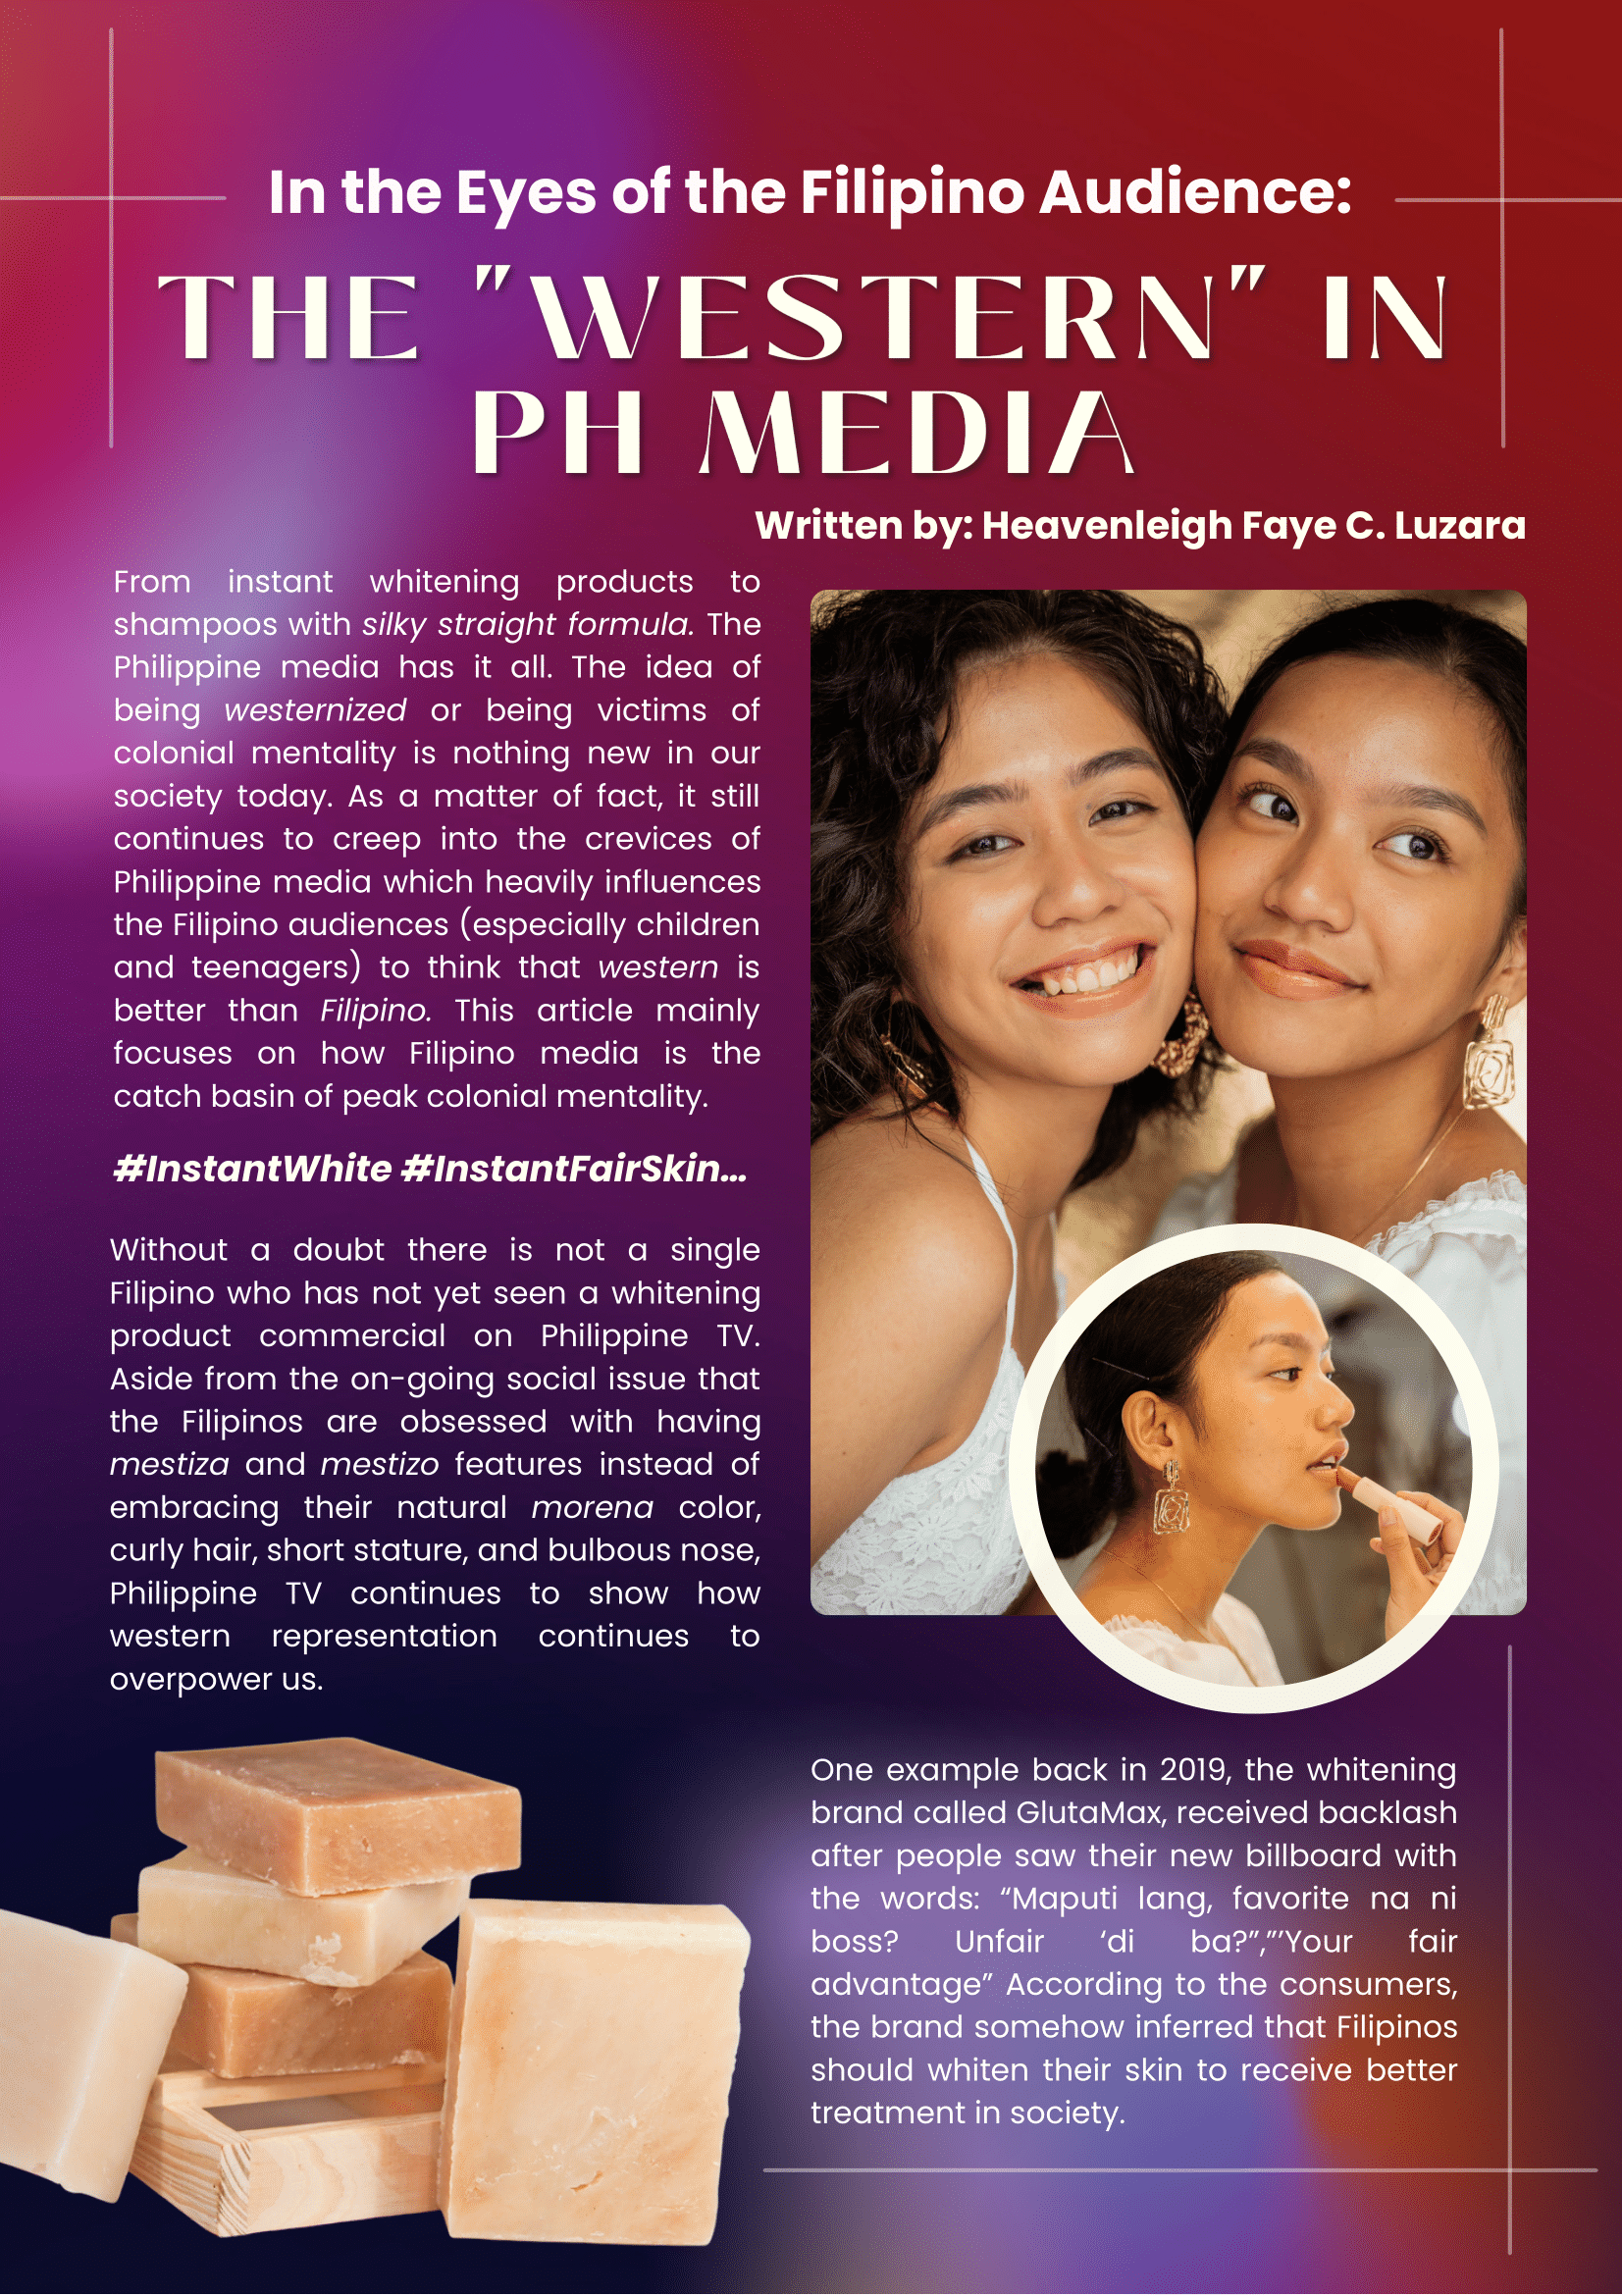 In the Eyes of the Filipino Audience:
THE "WESTERN" IN
PH MEDIA
Written by: Heavenleigh Faye C. Luzara
From instant whitening products to
shampoos with silky straight formula. The
Philippine media has it all. The idea of
being westernized or being victims of
colonial mentality is nothing new in our
society today. As a matter of fact, it still
continues to creep into the crevices of
Philippine media which heavily influences
the Filipino audiences (especially children
and teenagers) to think that western is
better than Filipino. This article mainly
focuses on how Filipino media is the
catch basin of peak colonial mentality.
#InstantWhite #InstantFairSkin...
Without a doubt there is not a single
Filipino who has not yet seen a whitening
product commercial on Philippine TV.
Aside from the on-going social issue that
the Filipinos are obsessed with having
mestiza and mestizo features instead of
embracing their natural morena color,
curly hair, short stature, and bulbous nose,
Philippine TV continues to show how
western representation continues to
overpower us.
One example back in 2019, the whitening
brand called GlutaMax, received backlash
after people saw their new billboard with
the words: “Maputi lang, favorite na ni
boss? Unfair ‘di ba?”,”’Your fair
advantage” According to the consumers,
the brand somehow inferred that Filipinos
should whiten their skin to receive better
treatment in society.